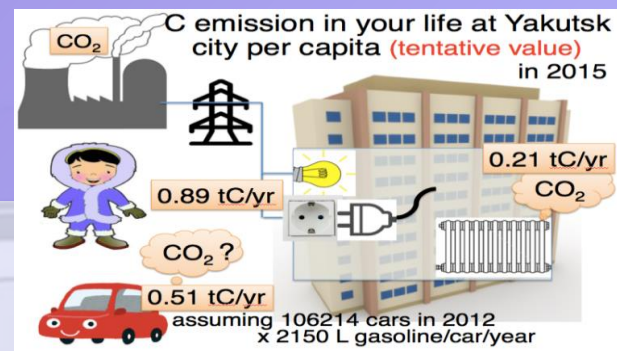 C emission in your life at Yakutsk
city per capita (tentative value)
in 2015
CO₂
0.21 tC/yr
CO₂
0.89 tC/yr
CO₂?
0.51 tC/yr
assuming 106214 cars in 2012
x 2150 L gasoline/car/year